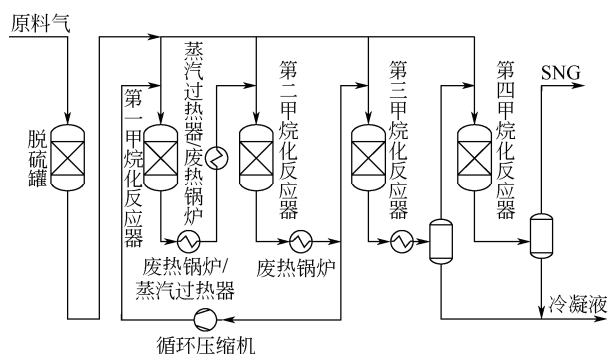 原料气
脱硫罐
第一甲烷化反应器
蒸汽过热器/废热锅炉
第二甲烷化反应器
第三甲烷化反应器
第四甲烷化反应器
SNG
废热锅炉/
蒸汽过热器
废热锅炉
冷凝液
循环压缩机